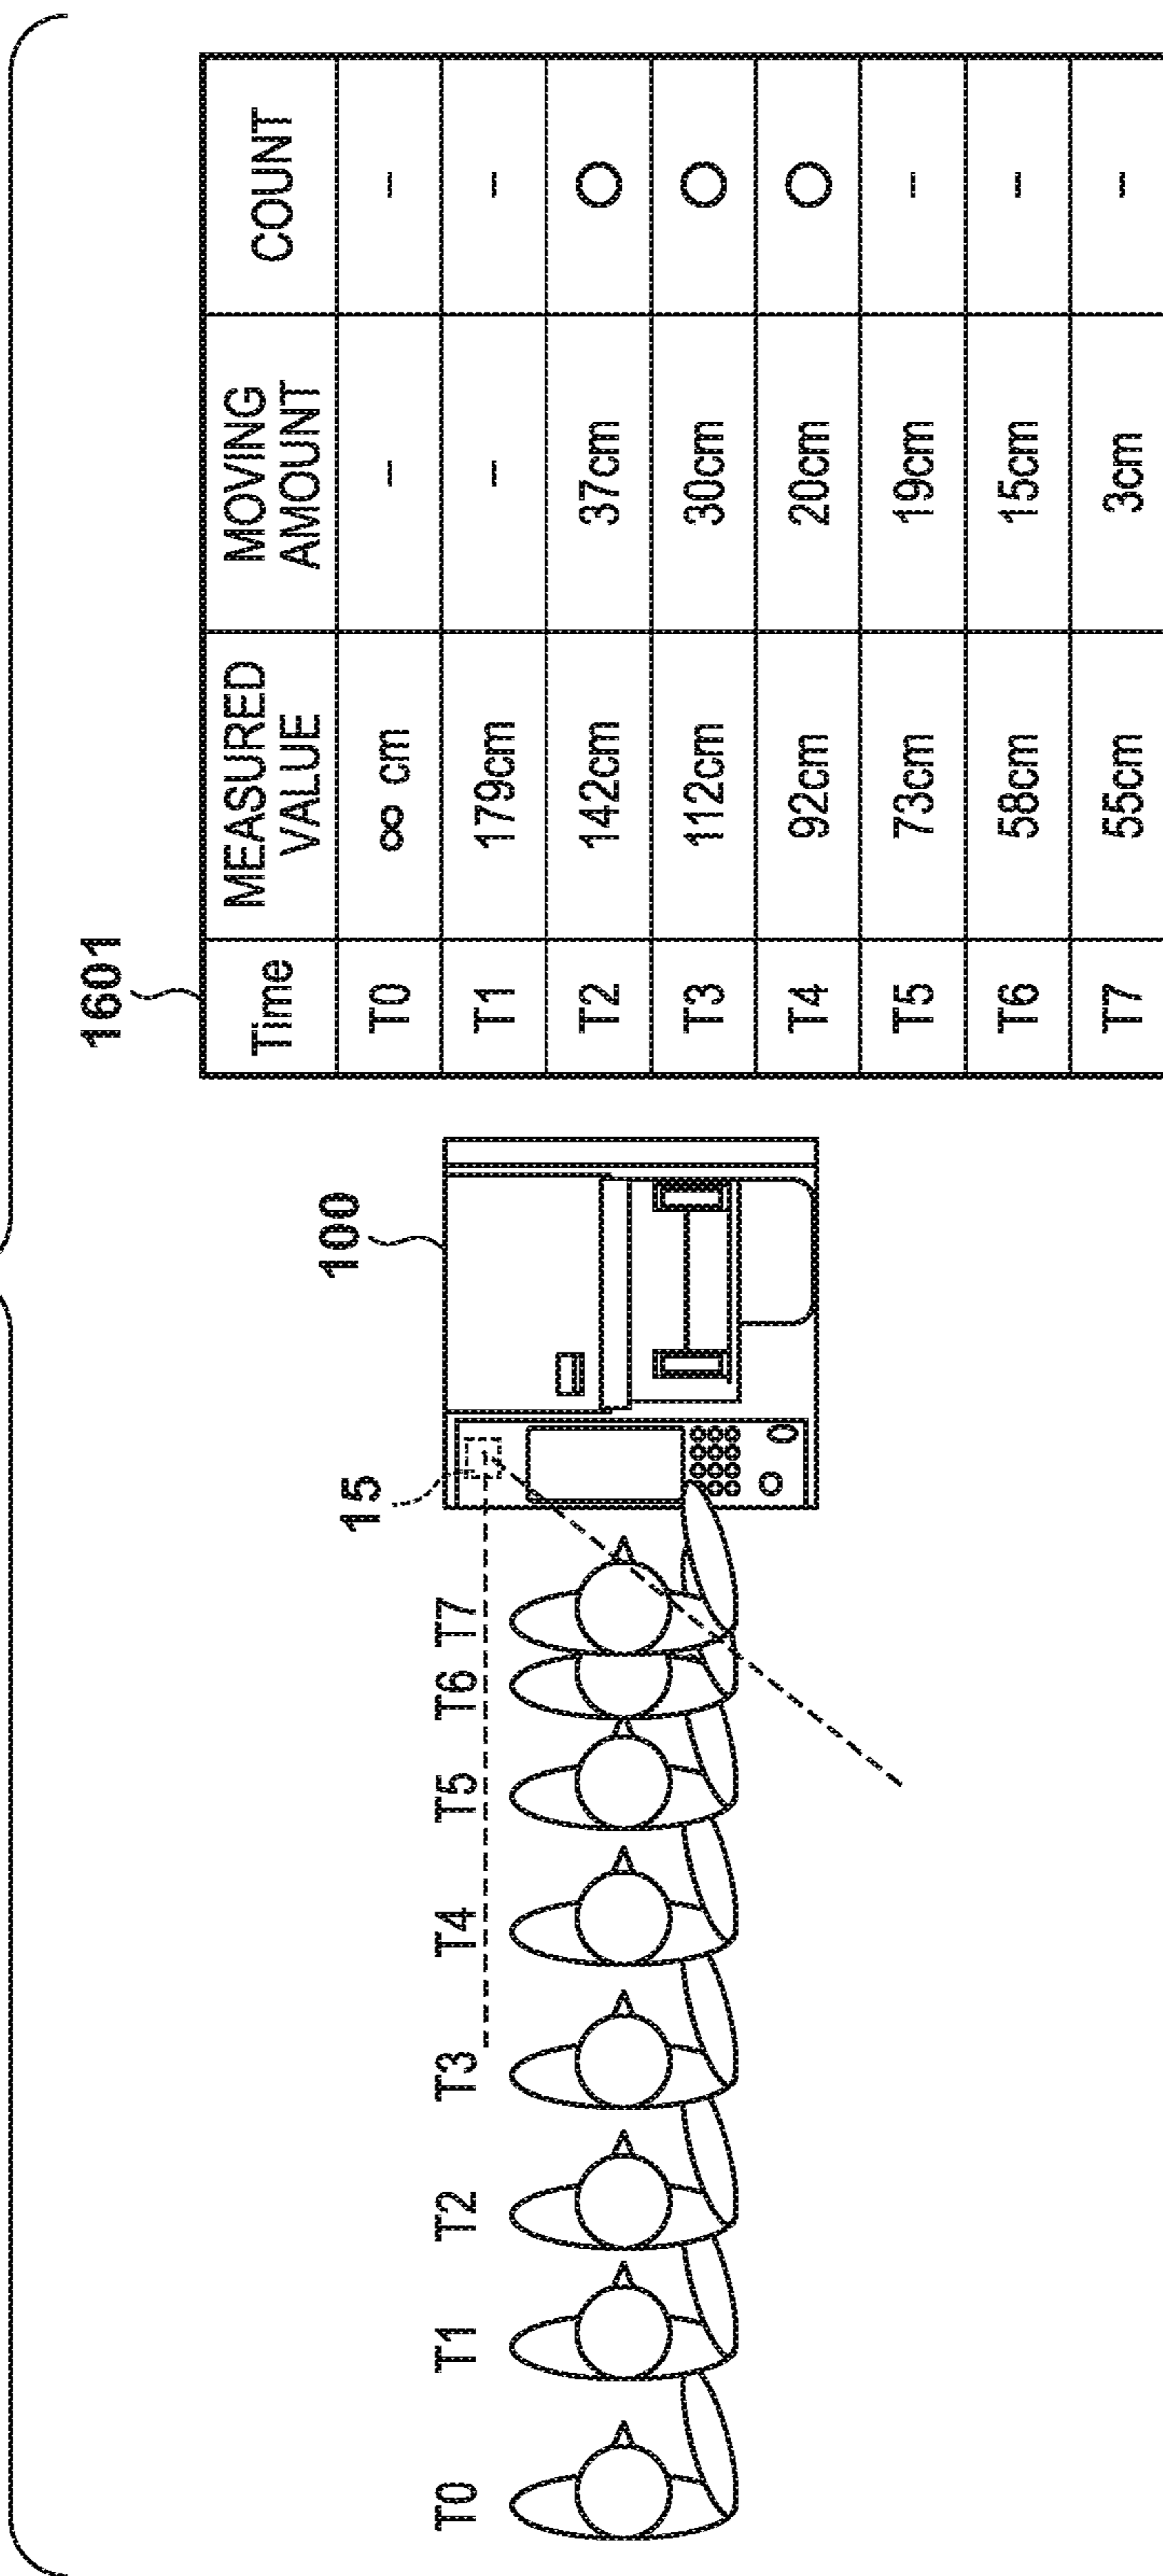 1601
Time MEASURED VALUE MOVING AMOUNT COUNT
T0 ∞ cm – –
T1 179cm – –
T2 142cm 37cm ○
T3 112cm 30cm ○
T4 92cm 20cm ○
T5 73cm 19cm –
T6 58cm 15cm –
T7 55cm 3cm –
100
15
T0 T1 T2 T3 T4 T5 T6 T7